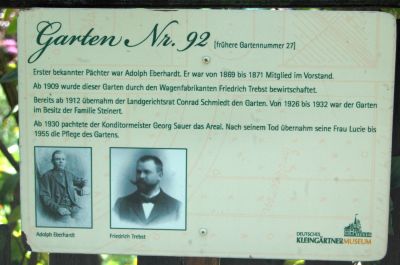 Garten Nr. 92 [frühere Gartennummer 27]
Erster bekannter Pächter war Adolph Eberhardt. Er war von 1869 bis 1871 Mitglied im Vorstand.
Ab 1909 wurde dieser Garten durch den Wagenfabrikanten Friedrich Trebst bewirtschaftet.
Bereits ab 1912 übernahm der Landgerichtsrat Conrad Schmiedt den Garten. Von 1926 bis 1932 war der Garten
im Besitz der Familie Steinert.
Ab 1930 pachtete der Konditormeister Georg Sauer das Areal. Nach seinem Tod übernahm seine Frau Lucie bis
1955 die Pflege des Gartens.
Adolph Eberhardt
Friedrich Trebst
DEUTSCHES
KLEINGÄRTNERMUSEUM